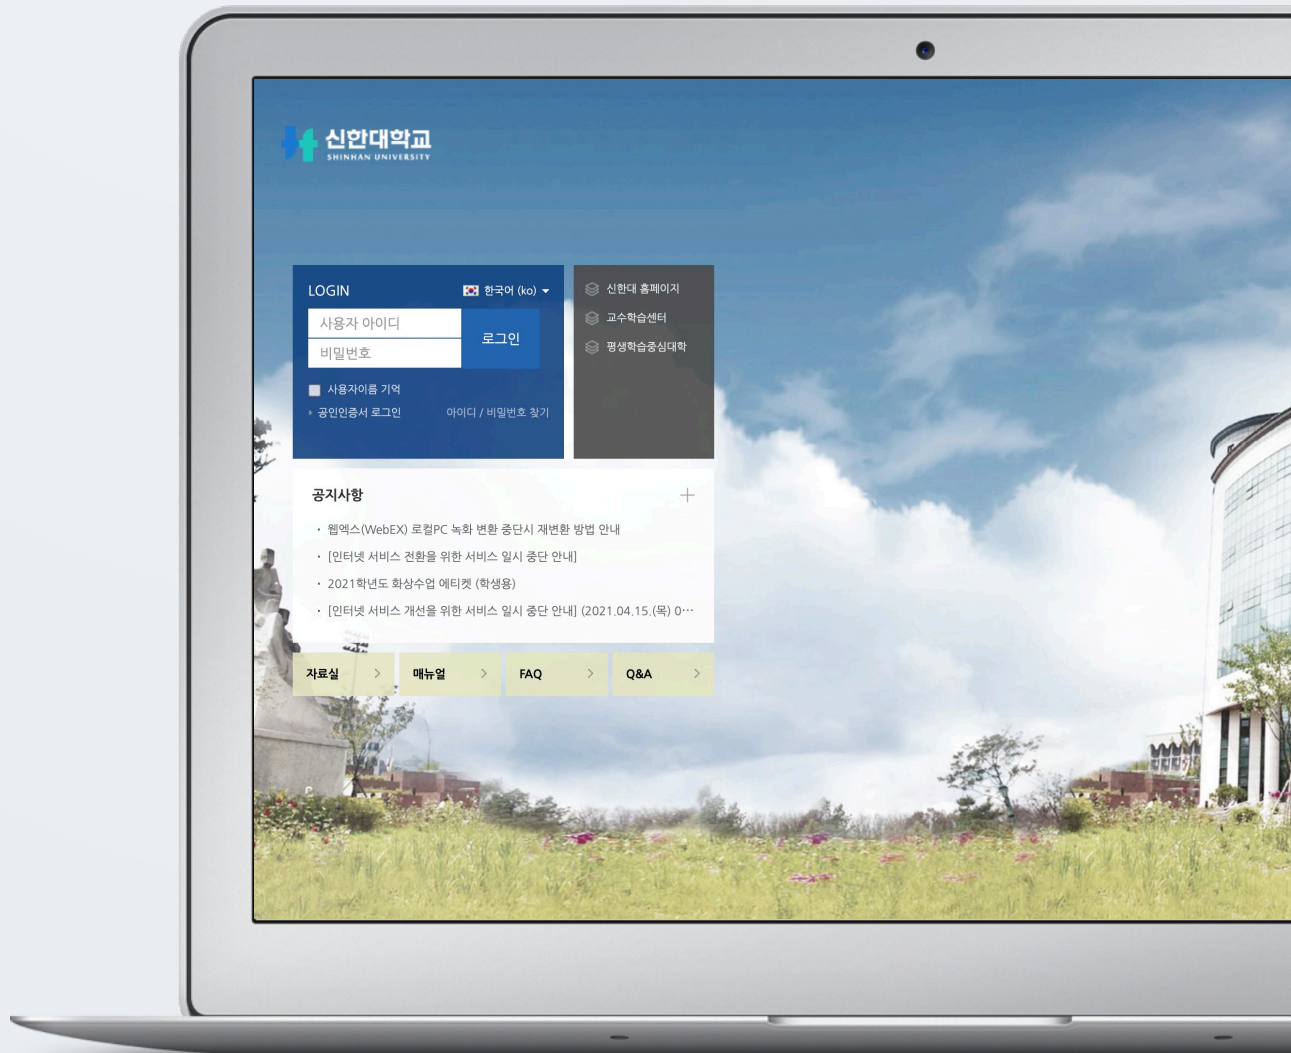 신한대학교
SHINHAN UNIVERSITY
LOGIN
한국어 (ko)
사용자 아이디
비밀번호
로그인
사용자이름 기억
공인인증서 로그인
아이디 / 비밀번호 찾기
신한대 홈페이지
교수학습센터
평생학습중심대학
공지사항
웹엑스(WebEX) 로컬PC 녹화 변환 중단시 재변환 방법 안내
[인터넷 서비스 전환을 위한 서비스 일시 중단 안내]
2021학년도 화상수업 에티켓 (학생용)
[인터넷 서비스 개선을 위한 서비스 일시 중단 안내] (2021.04.15.(목) 0···
자료실
매뉴얼
FAQ
Q&A